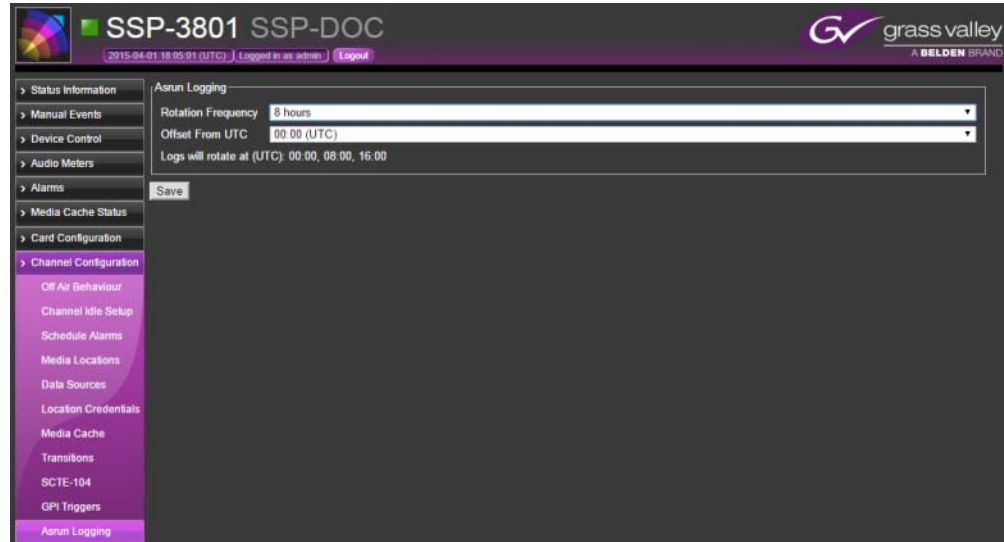 SSP-3801 SSP-DOC
2015-04-01 18:05:01 (UTC) Logged in as admin Logout
GV grass valley
A BELDEN BRAND
Status Information
Manual Events
Device Control
Audio Meters
Alarms
Media Cache Status
Card Configuration
Channel Configuration
Off Air Behaviour
Channel Idle Setup
Schedule Alarms
Media Locations
Data Sources
Location Credentials
Media Cache
Transitions
SCTE-104
GPI Triggers
Asrun Logging
Asrun Logging
Rotation Frequency 8 hours
Offset From UTC 00:00 (UTC)
Logs will rotate at (UTC): 00:00, 08:00, 16:00
Save